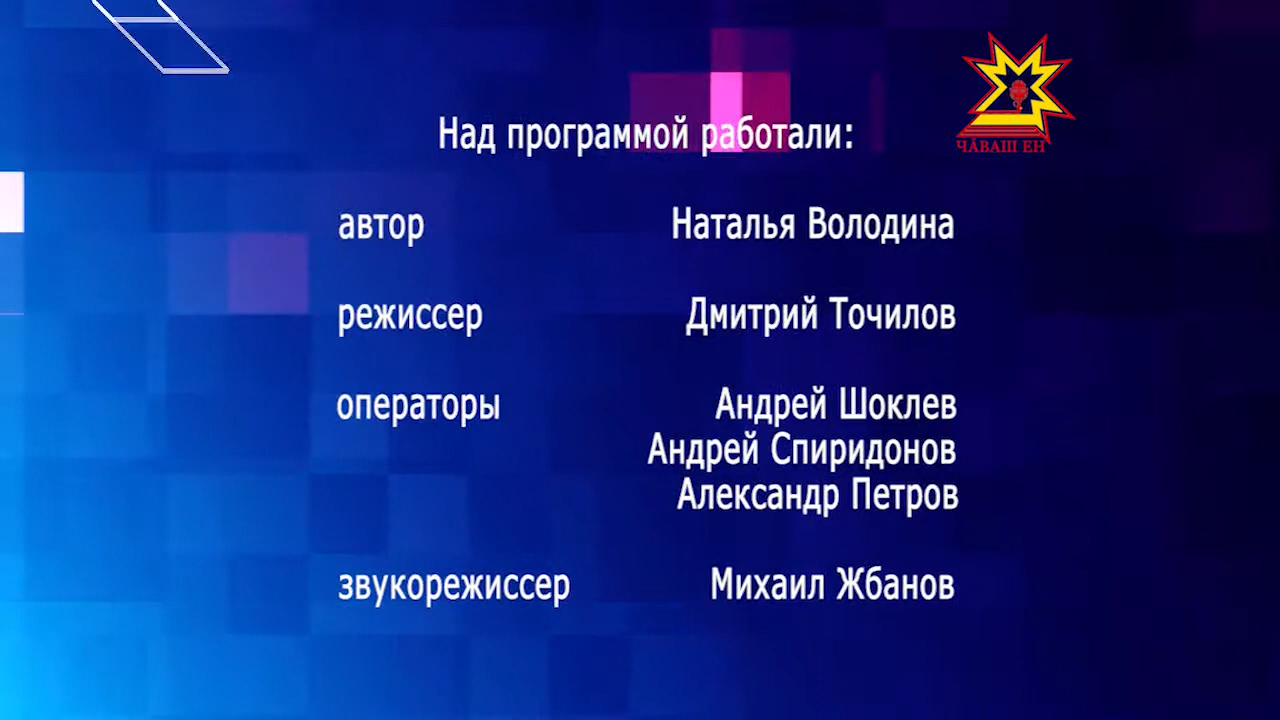 Над программой работали:
ЧӐВАШ ЕН
автор Наталья Володина
режиссер Дмитрий Точилов
операторы Андрей Шоклев
Андрей Спиридонов
Александр Петров
звукорежиссер Михаил Жбанов